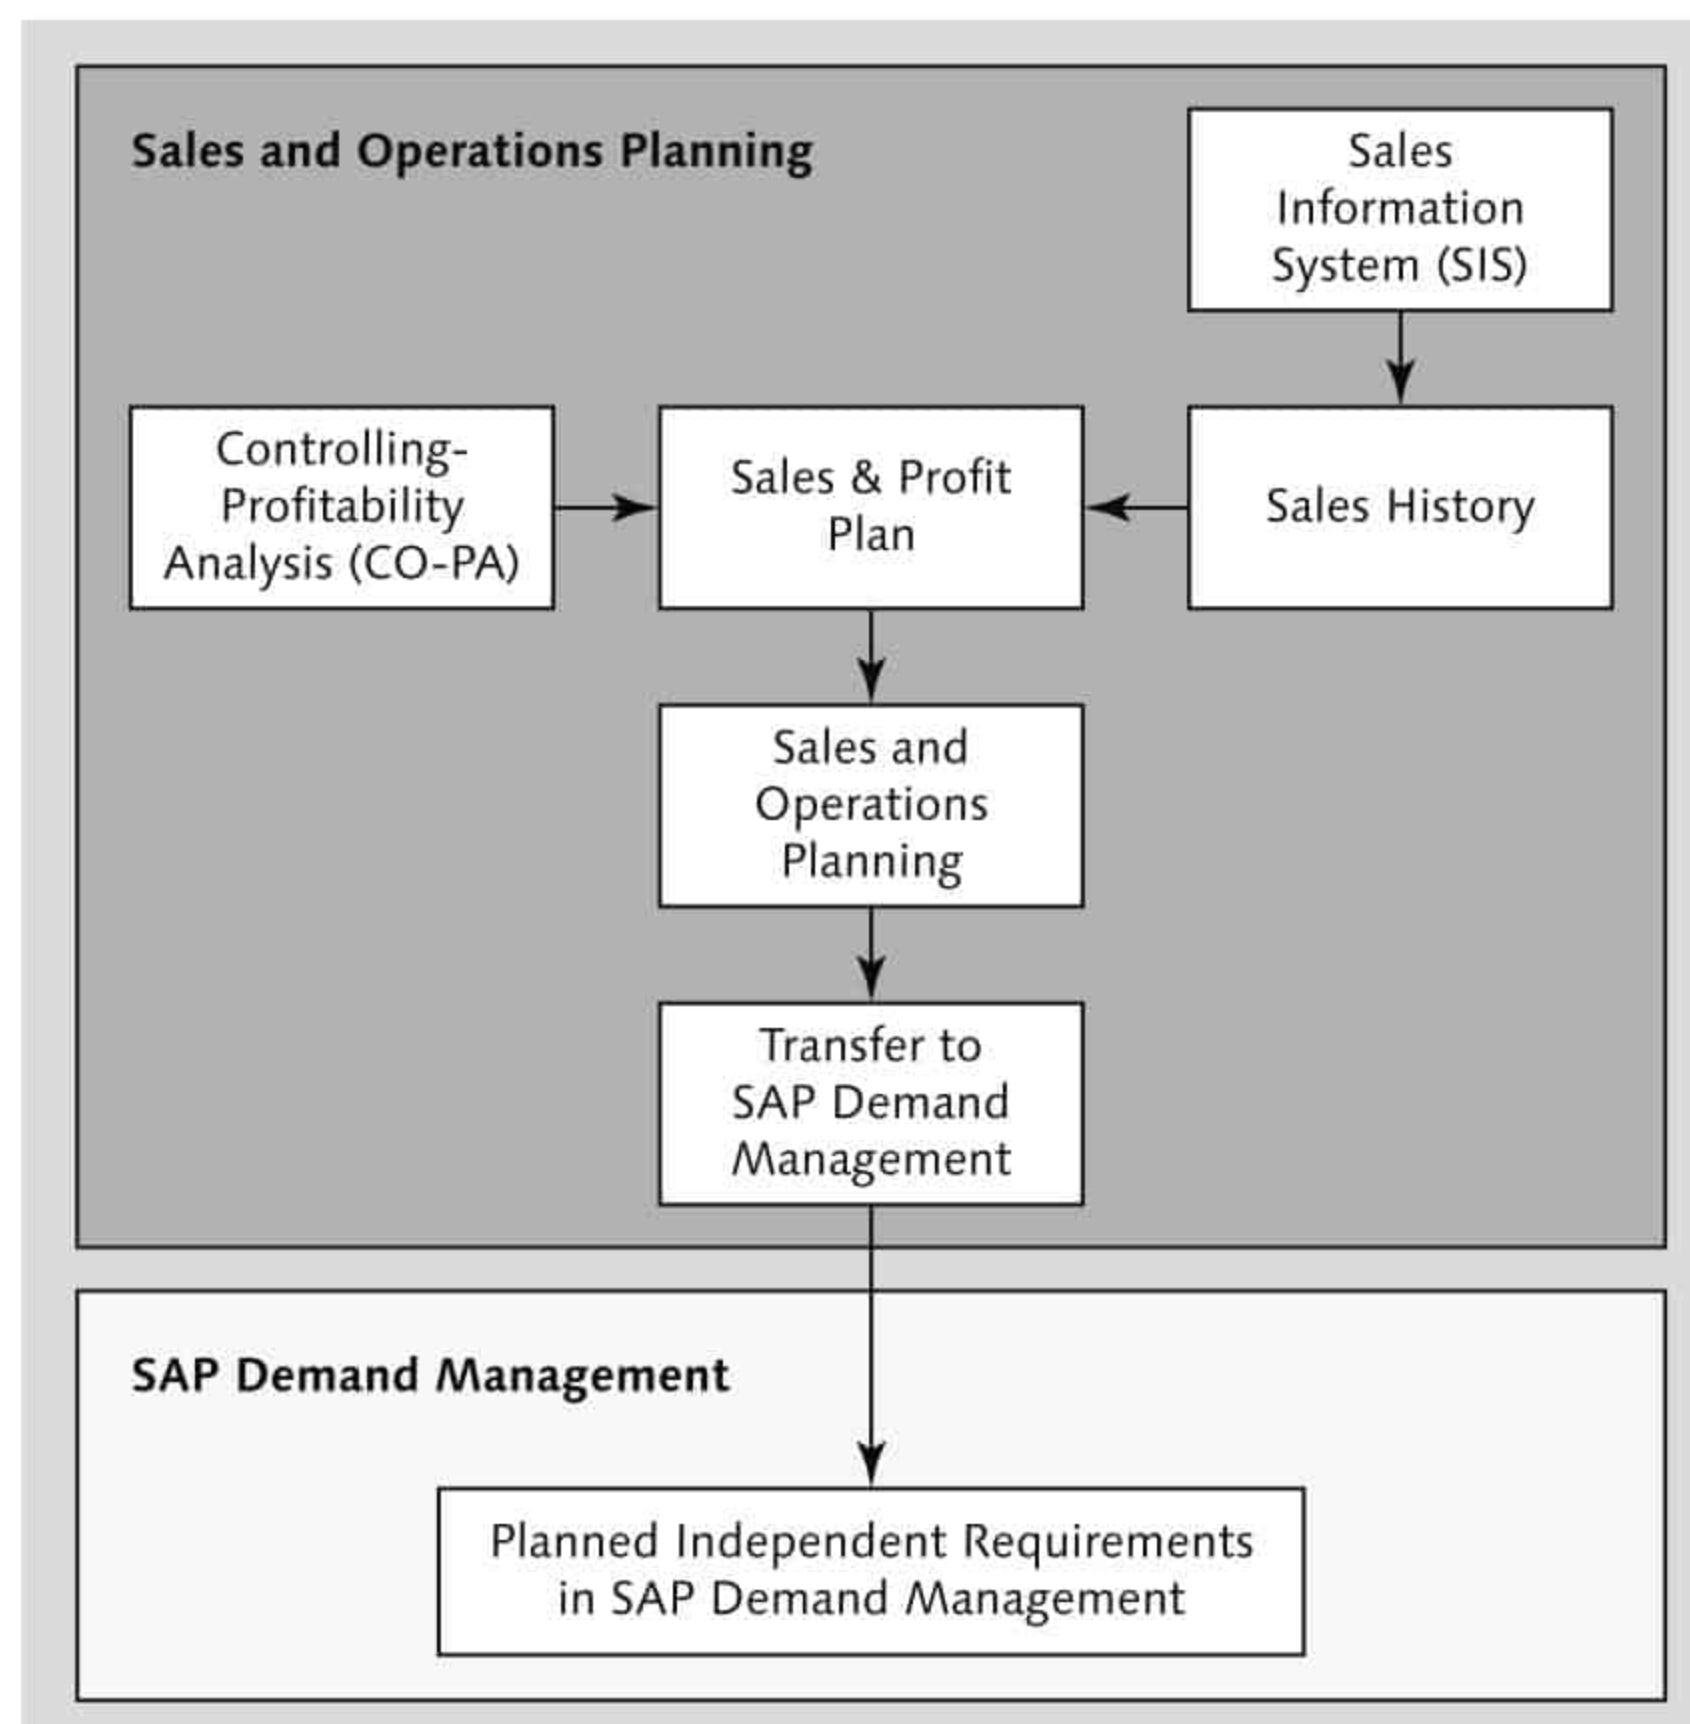 Sales and Operations Planning
Sales
Information
System (SIS)
Controlling-
Profitability
Analysis (CO-PA)
Sales & Profit
Plan
Sales History
Sales and
Operations
Planning
Transfer to
SAP Demand
Management
SAP Demand Management
Planned Independent Requirements
in SAP Demand Management